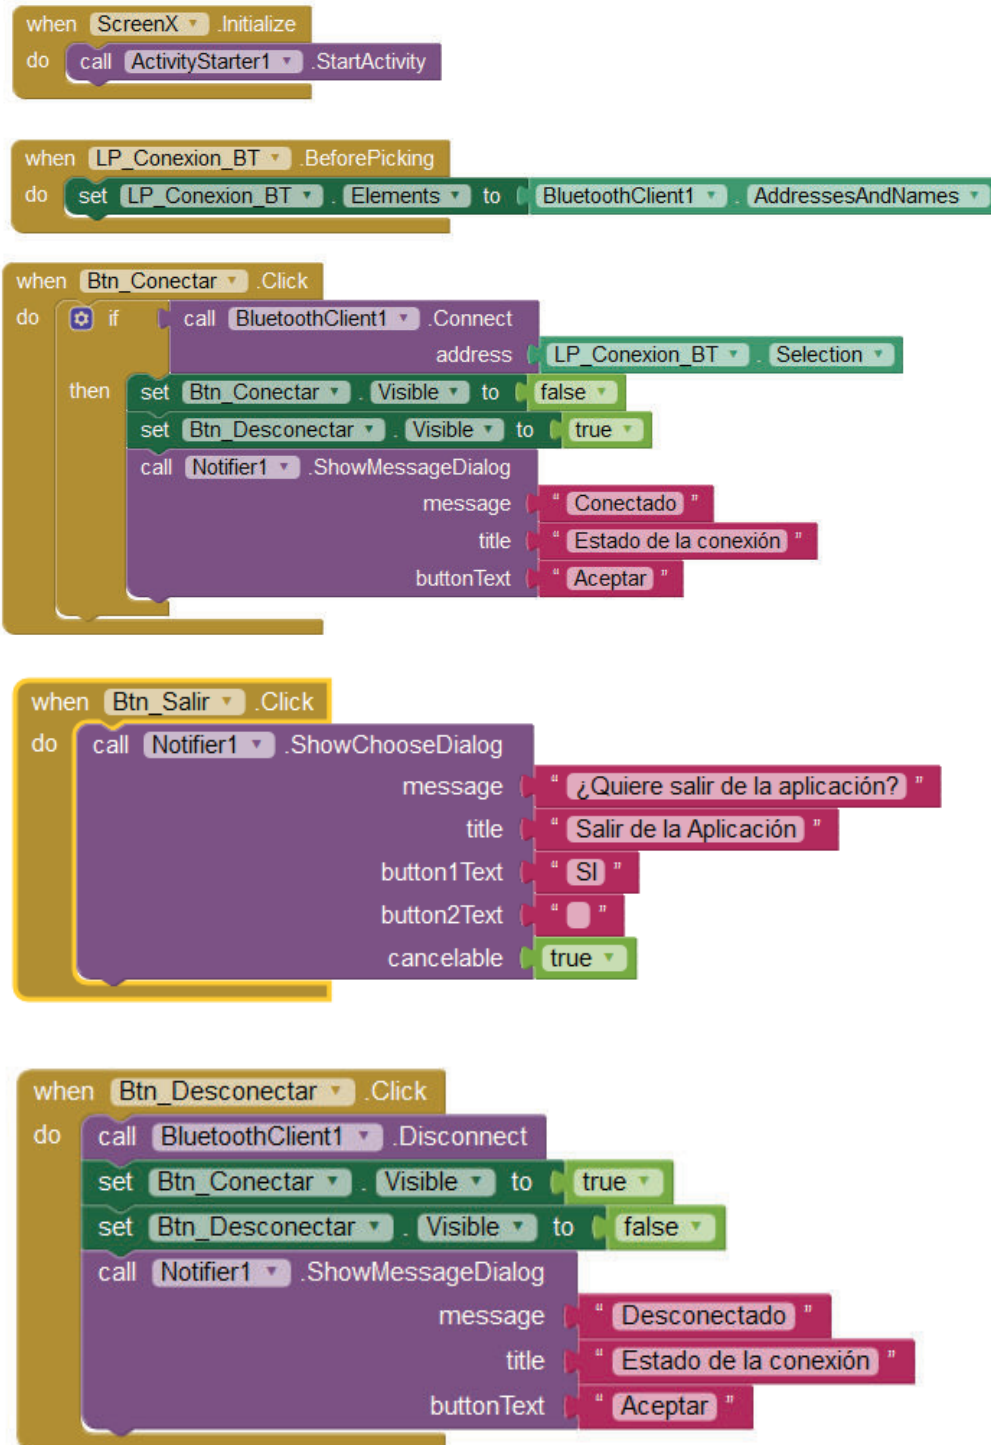 when ScreenX .Initialize
do call ActivityStarter1 .StartActivity
when LP_Conexion_BT .BeforePicking
do set LP_Conexion_BT . Elements to BluetoothClient1 . AddressesAndNames
when Btn_Conectar .Click
do if call BluetoothClient1 .Connect
address LP_Conexion_BT . Selection
then set Btn_Conectar . Visible to false
set Btn_Desconectar . Visible to true
call Notifier1 .ShowMessageDialog
message " Conectado "
title " Estado de la conexión "
buttonText " Aceptar "
when Btn_Salir .Click
do call Notifier1 .ShowChooseDialog
message " ¿Quiere salir de la aplicación? "
title " Salir de la Aplicación "
button1Text " SI "
button2Text " "
cancelable true
when Btn_Desconectar .Click
do call BluetoothClient1 .Disconnect
set Btn_Conectar . Visible to true
set Btn_Desconectar . Visible to false
call Notifier1 .ShowMessageDialog
message " Desconectado "
title " Estado de la conexión "
buttonText " Aceptar "